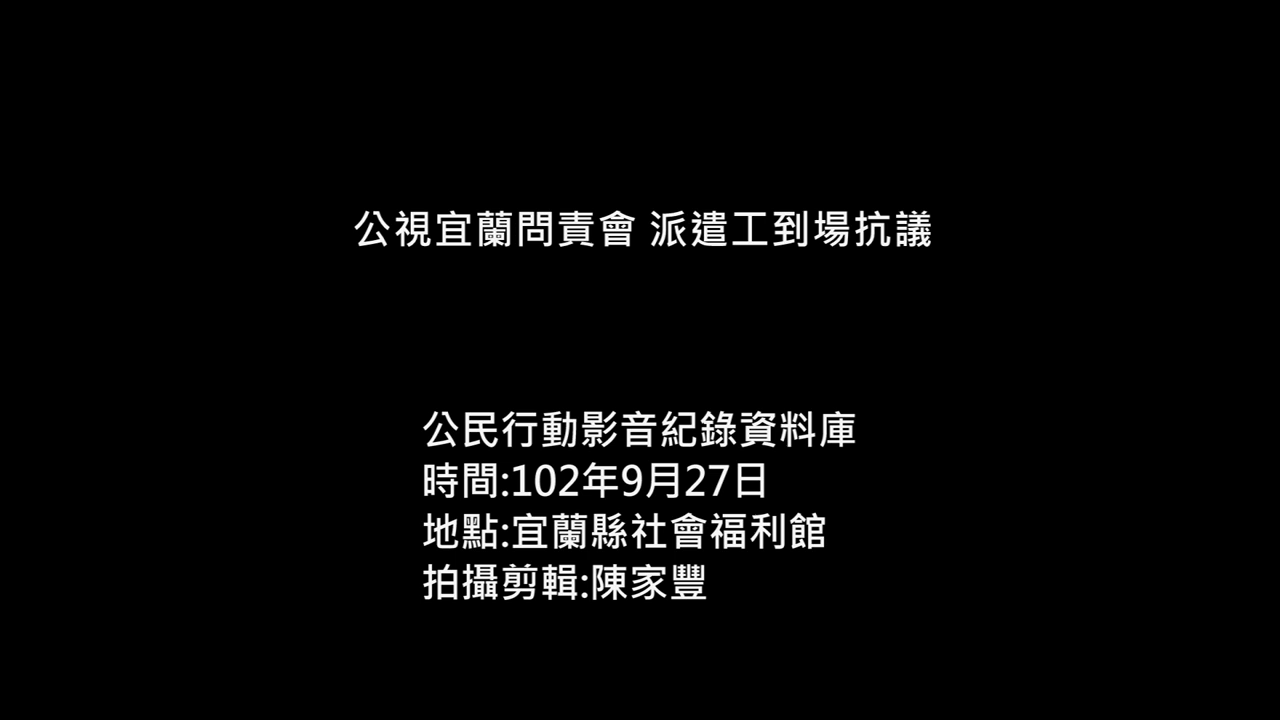 公視宜蘭問責會 派遣工到場抗議
公民行動影音紀錄資料庫
時間:102年9月27日
地點:宜蘭縣社會福利館
拍攝剪輯:陳家豐